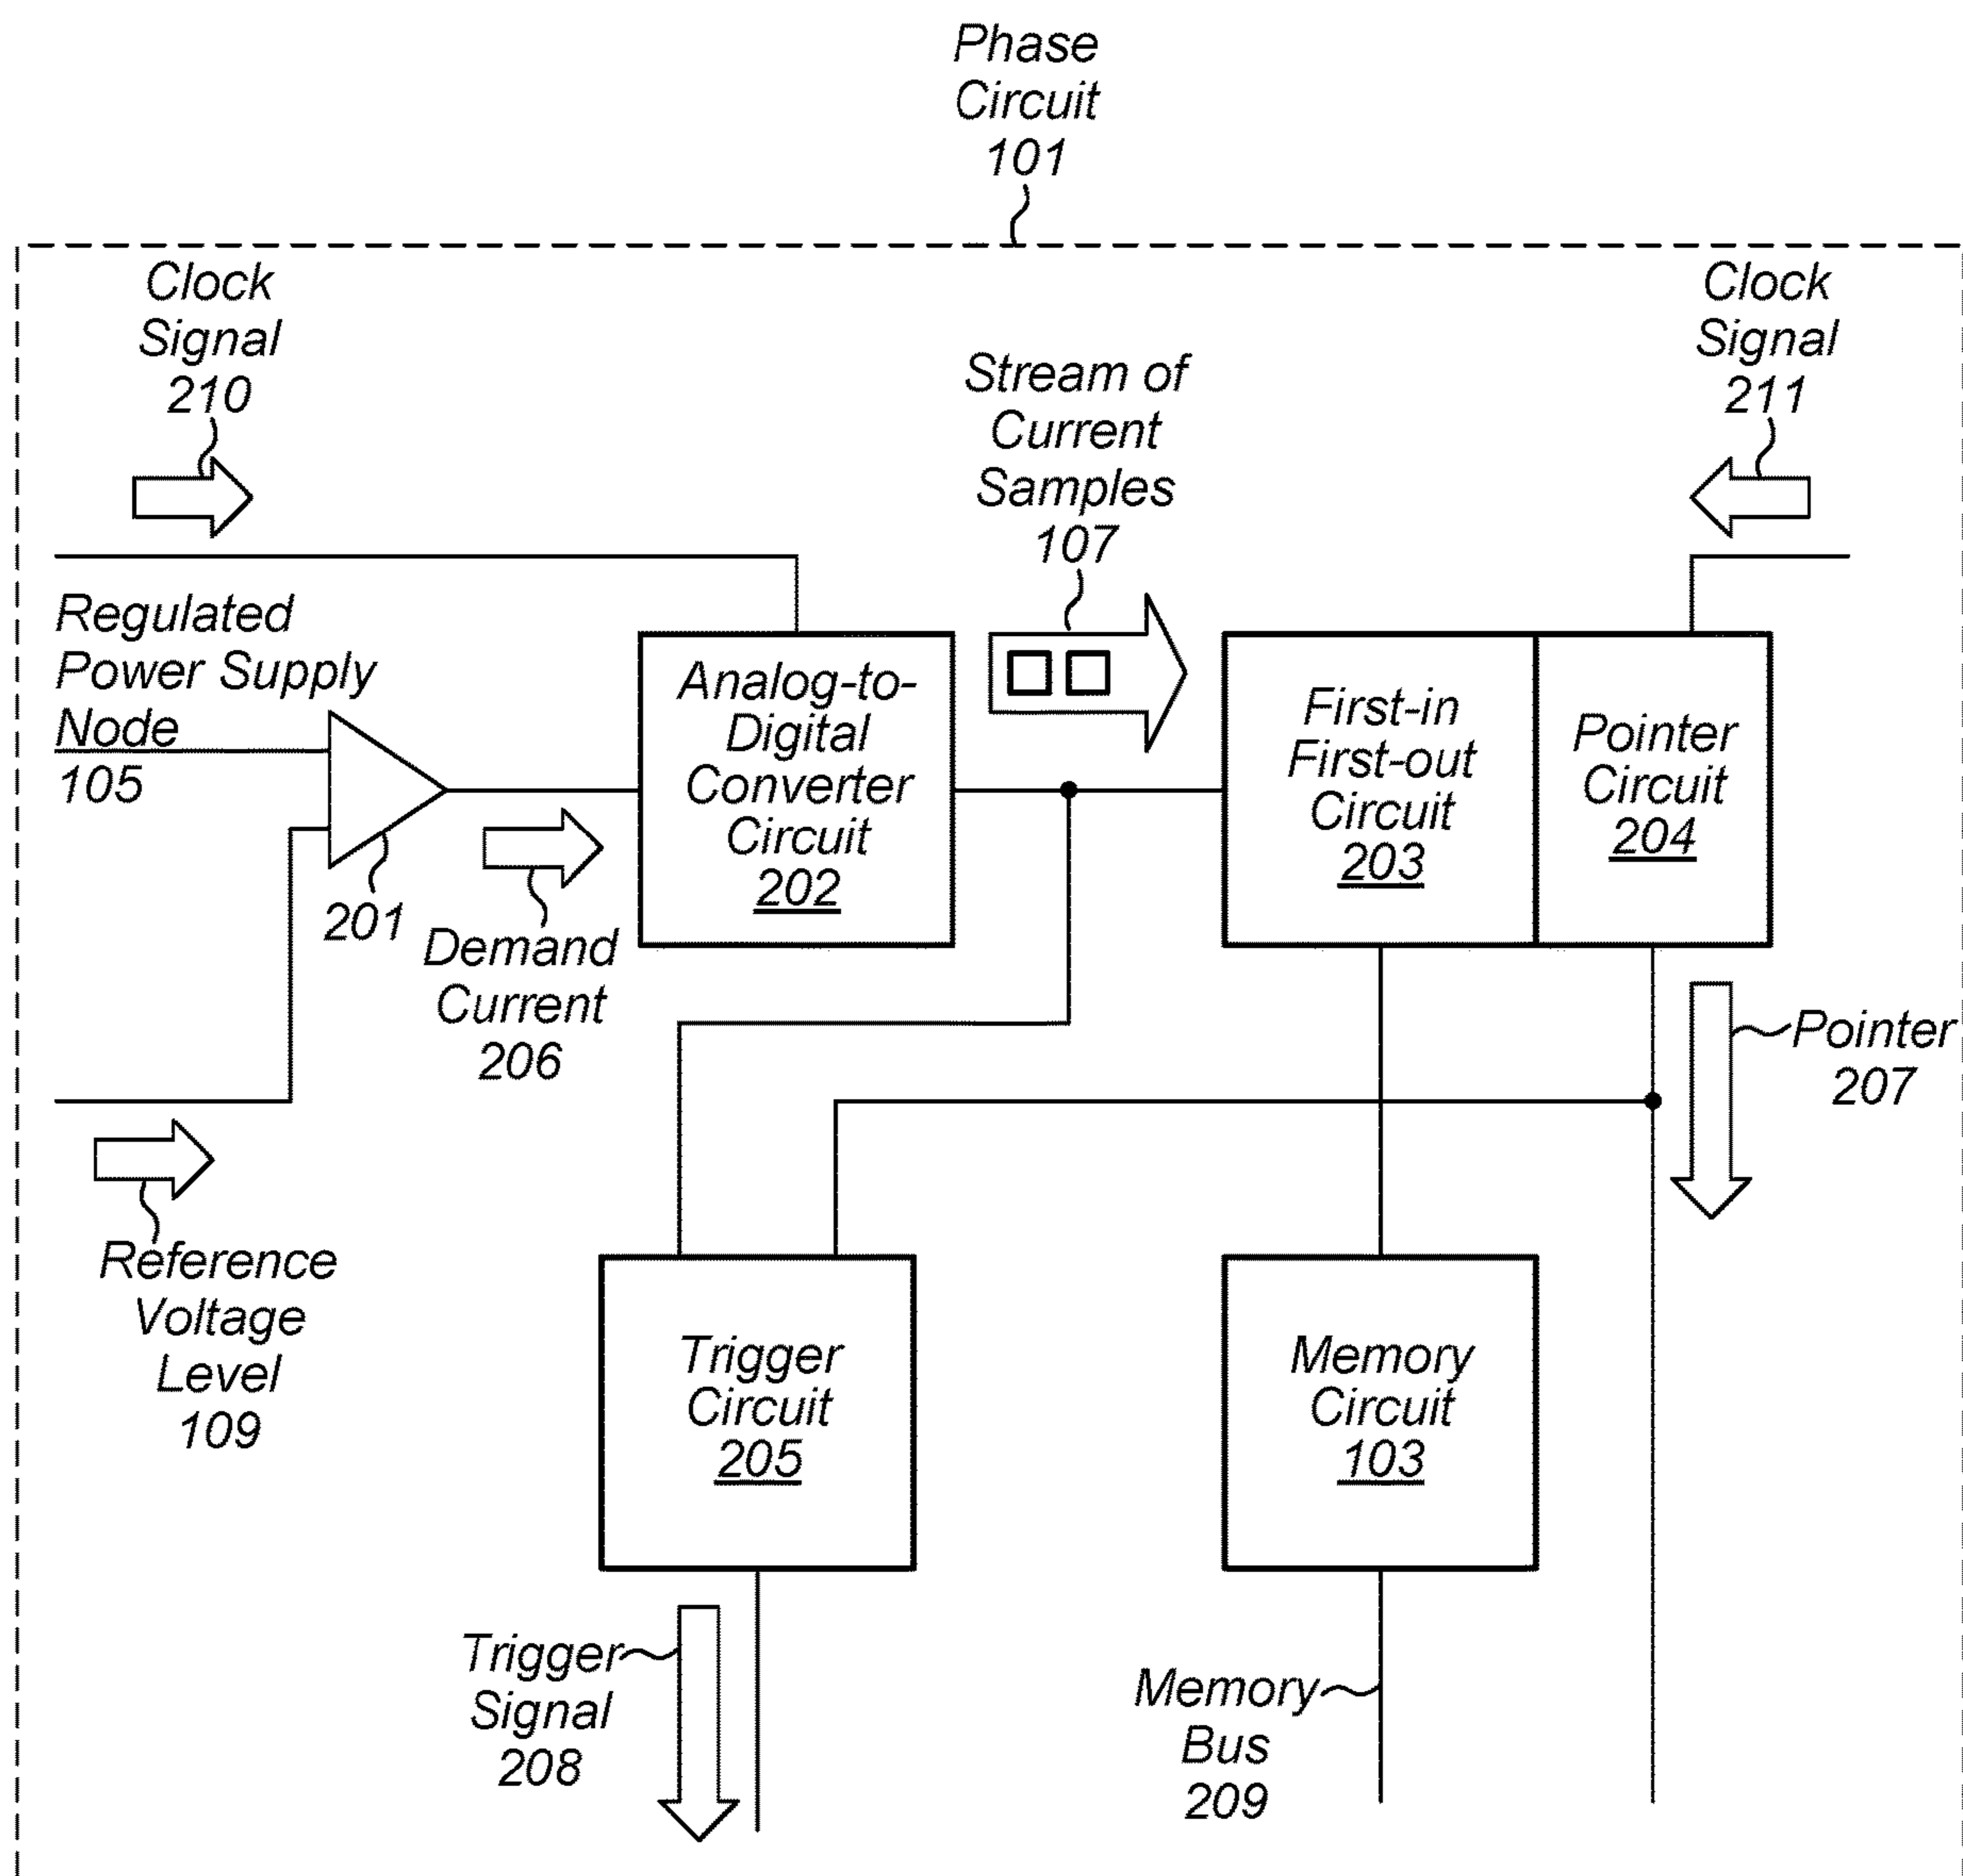 Phase
Circuit
101
Clock
Signal
210
Clock
Signal
211
Stream of
Current
Samples
107
Regulated
Power Supply
Node
105
Analog-to-
Digital
Converter
Circuit
202
First-in
First-out
Circuit
203
Pointer
Circuit
204
201
Demand
Current
206
Pointer
207
Reference
Voltage
Level
109
Trigger
Circuit
205
Memory
Circuit
103
Trigger
Signal
208
Memory
Bus
209